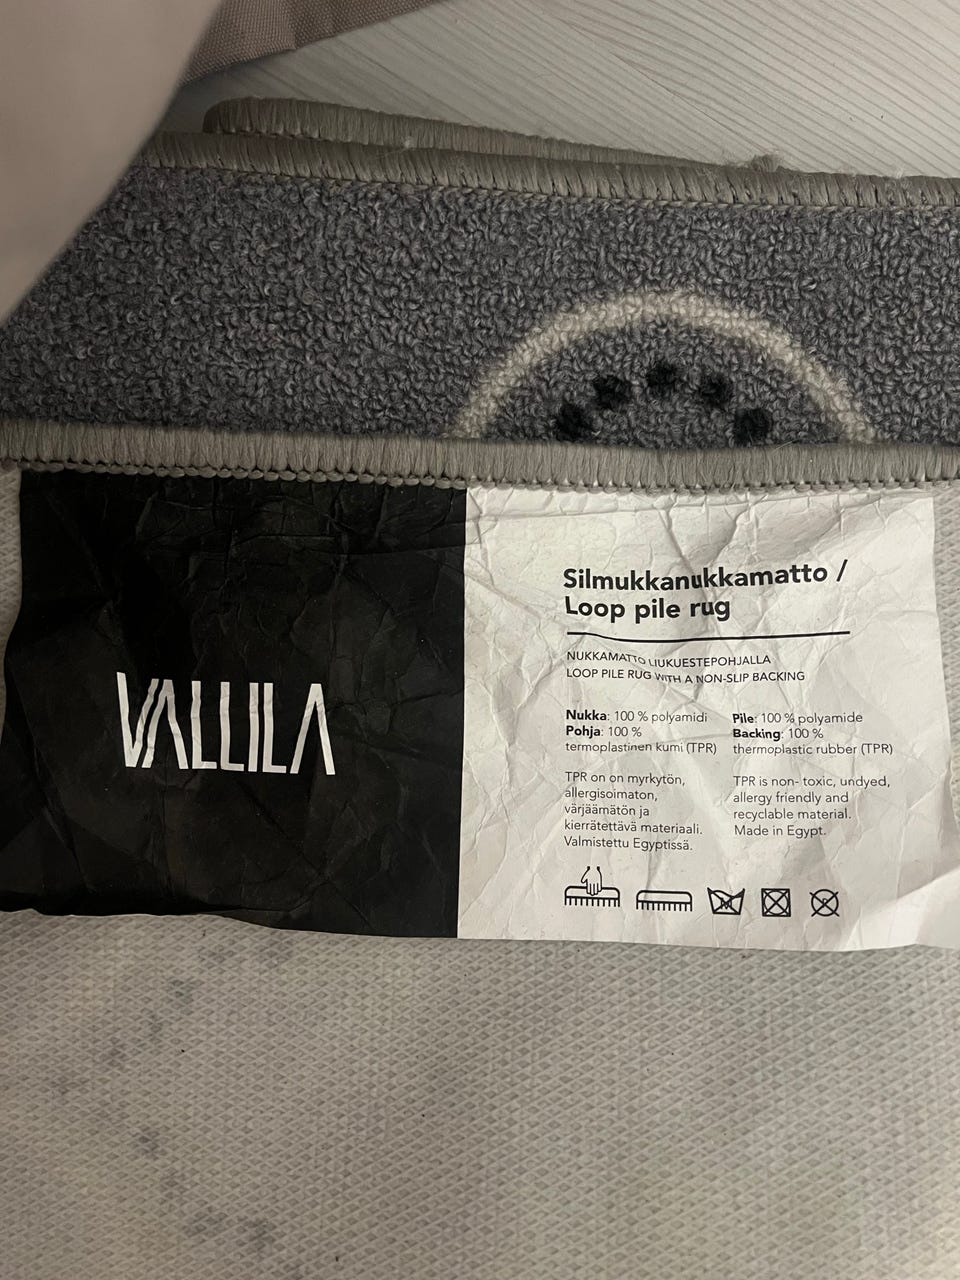 VALLILA
Silmukkanukkamatto /
Loop pile rug
NUKKAMATTO LIUKUESTEPOHJALLA
LOOP PILE RUG WITH A NON-SLIP BACKING
Nukka: 100 % polyamidi
Pohja: 100 %
termoplastinen kumi (TPR)
TPR on on myrkytön,
allergisoimaton,
värjäämätön ja
kierrätettävä materiaali.
Valmistettu Egyptissä.
Pile: 100 % polyamide
Backing: 100 %
thermoplastic rubber (TPR)
TPR is non- toxic, undyed,
allergy friendly and
recyclable material.
Made in Egypt.